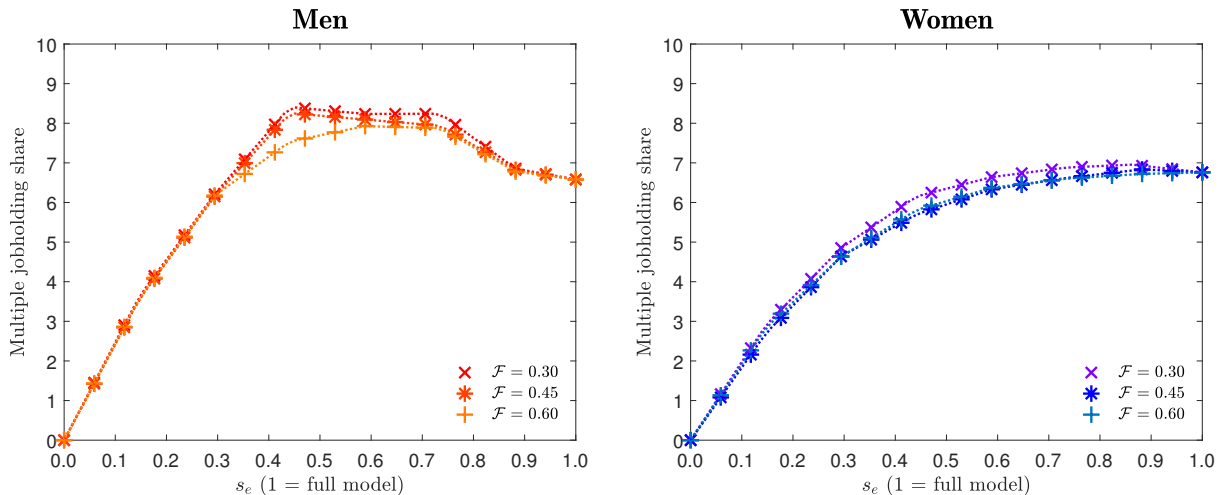 Men
10
9
8
7
6
5
4
3
2
1
0
Multiple jobholding share
ℱ = 0.30
ℱ = 0.45
ℱ = 0.60
0.0 0.1 0.2 0.3 0.4 0.5 0.6 0.7 0.8 0.9 1.0
s_e (1 = full model)
Women
10
9
8
7
6
5
4
3
2
1
0
Multiple jobholding share
ℱ = 0.30
ℱ = 0.45
ℱ = 0.60
0.0 0.1 0.2 0.3 0.4 0.5 0.6 0.7 0.8 0.9 1.0
s_e (1 = full model)